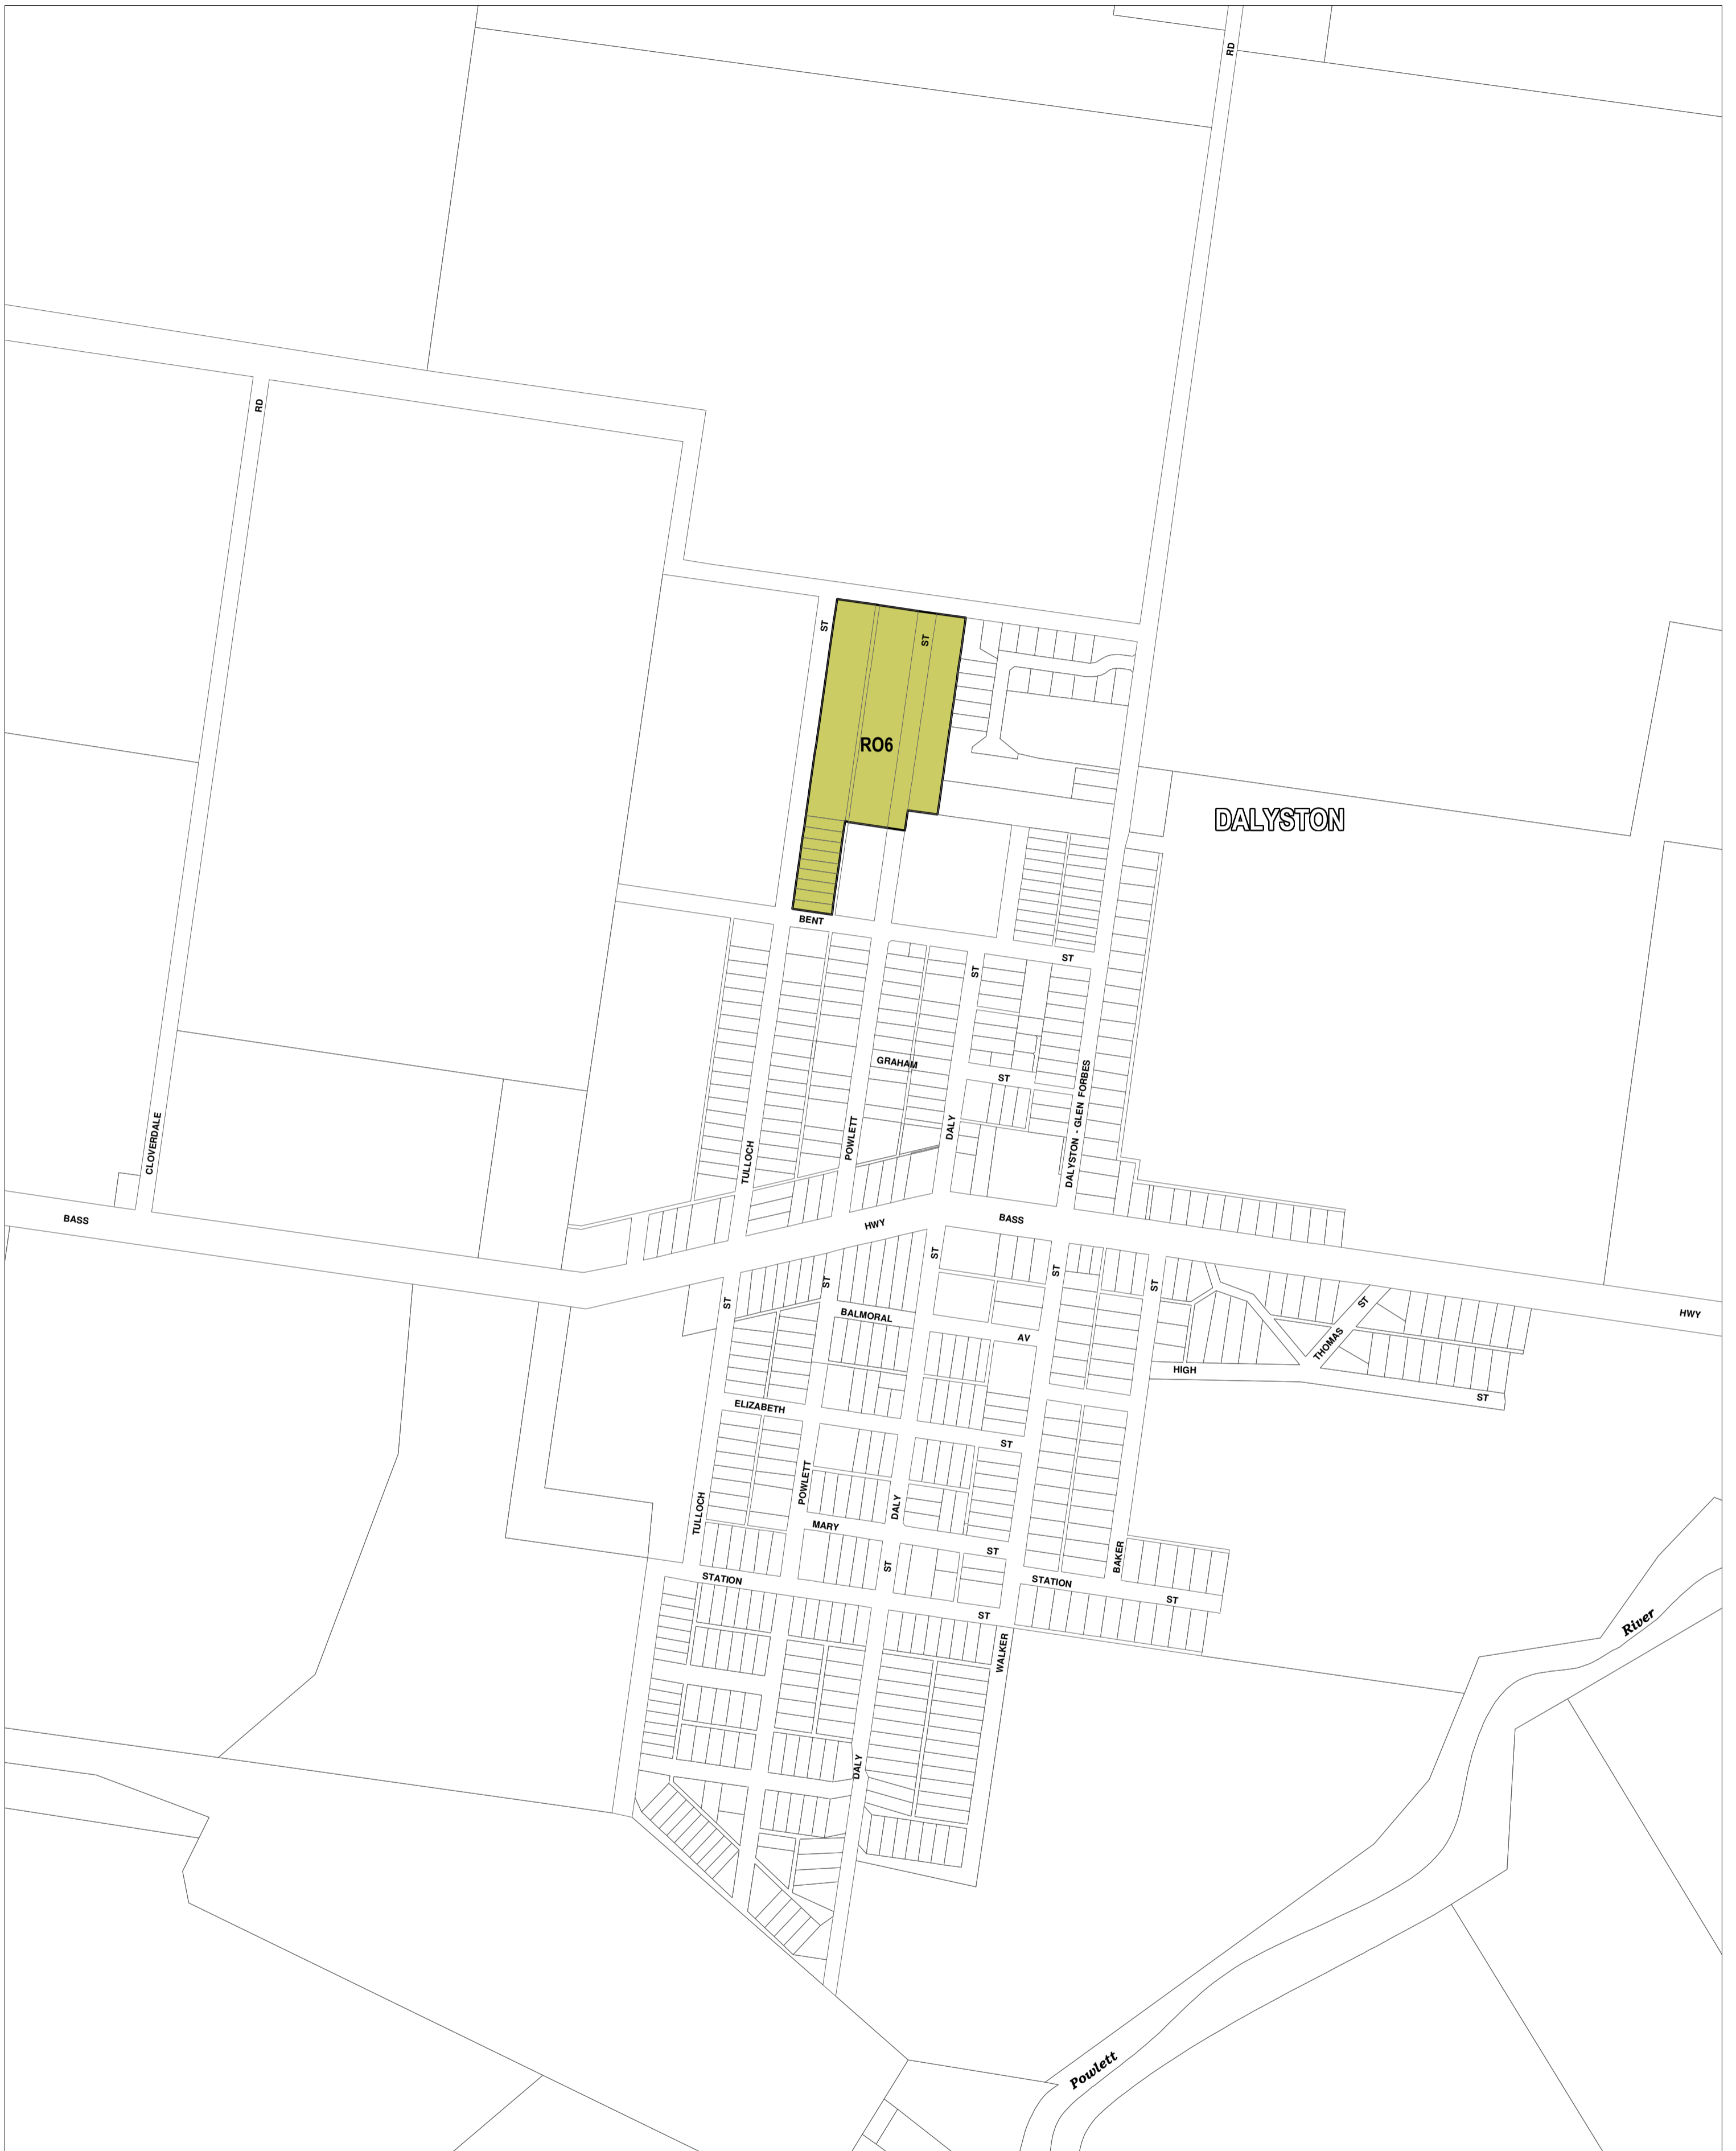 RD
RD
ST
ST
RO6
DALYSTON
BENT
ST
ST
GRAHAM
ST
CLOVERDALE
TULLOCH
POWLETT
DALY
DALYSTON - GLEN FORBES
BASS
HWY
BASS
ST
ST
ST
ST
ST
BALMORAL
AV
THOMAS
ST
HWY
HIGH
ST
ELIZABETH
ST
TULLOCH
POWLETT
DALY
MARY
ST
ST
BAKER
STATION
STATION
ST
ST
WALKER
River
DALY
Powlett